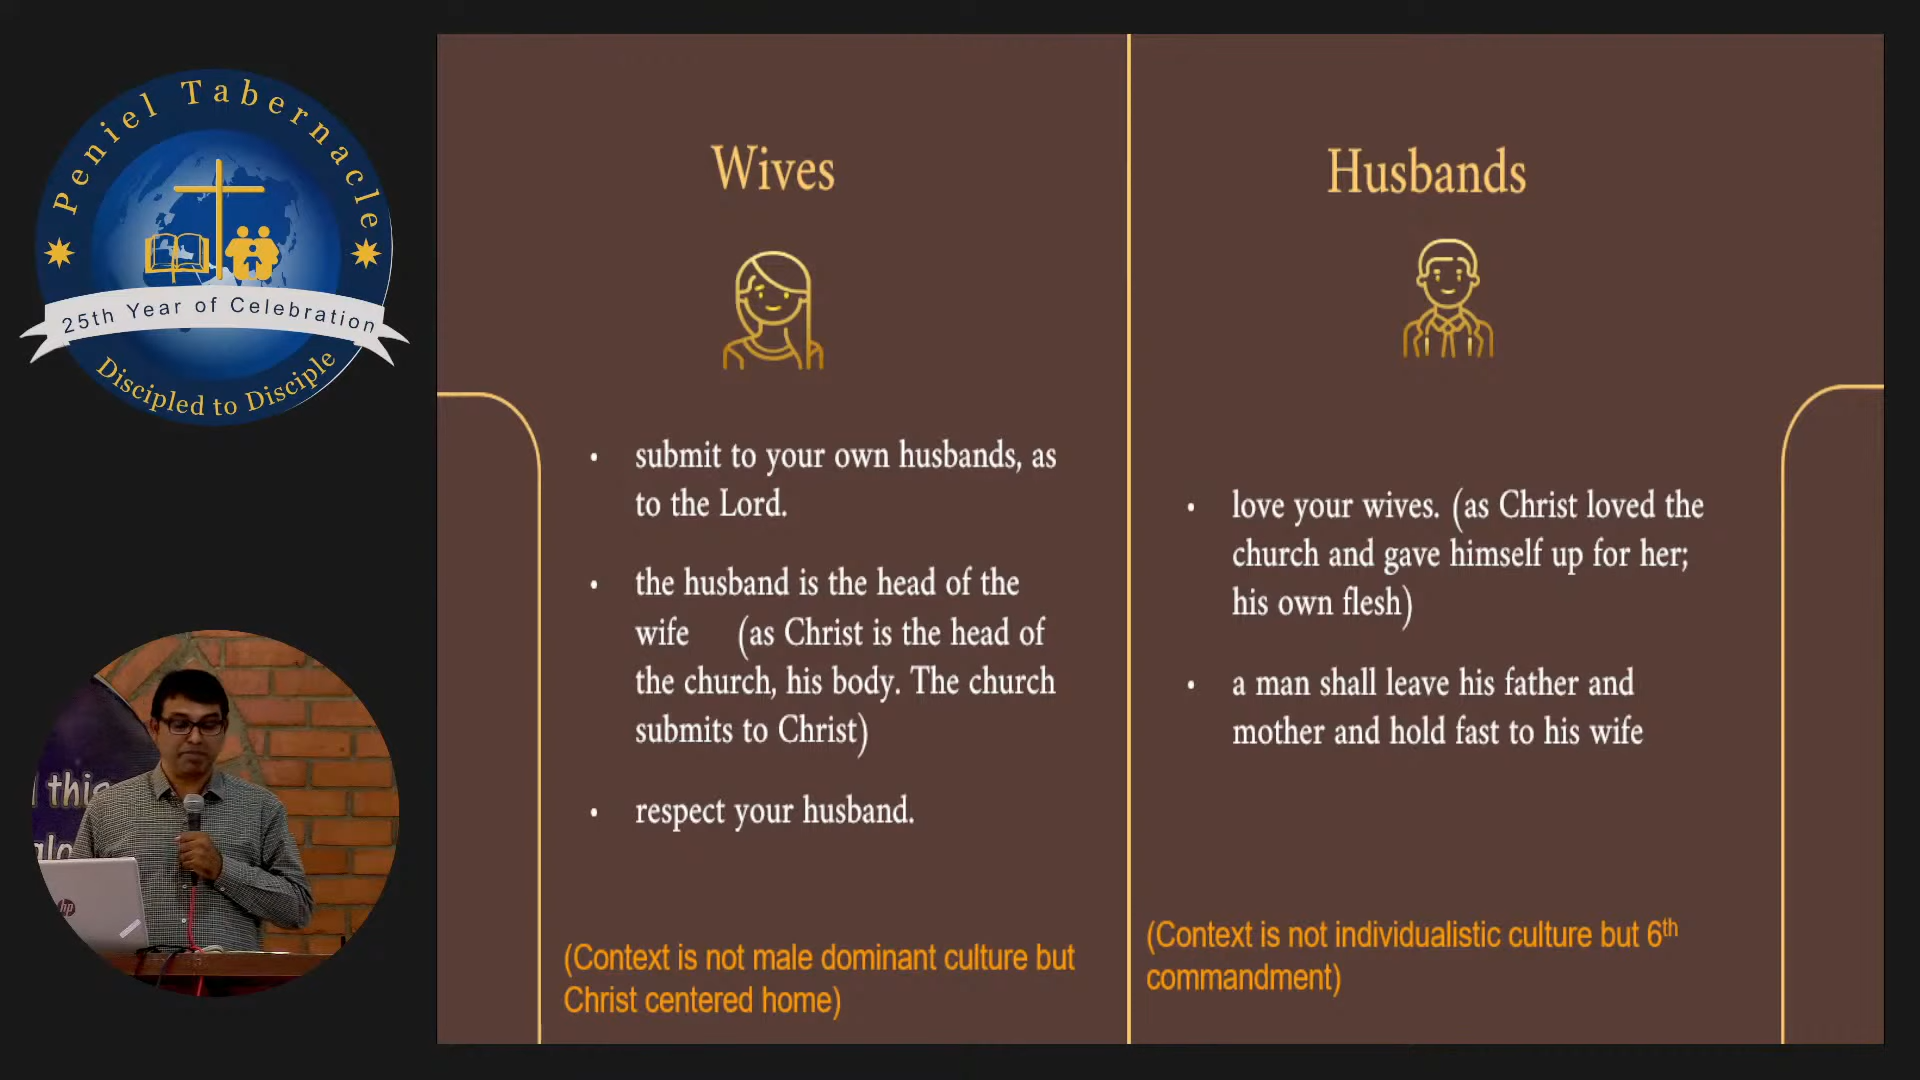 Peniel Tabernacle
25th Year of Celebration
Discipled to Disciple
this
hp
Wives
• submit to your own husbands, as
to the Lord.
• the husband is the head of the
wife (as Christ is the head of
the church, his body. The church
submits to Christ)
• respect your husband.
(Context is not male dominant culture but
Christ centered home)
Husbands
• love your wives. (as Christ loved the
church and gave himself up for her;
his own flesh)
• a man shall leave his father and
mother and hold fast to his wife
(Context is not individualistic culture but 6th
commandment)